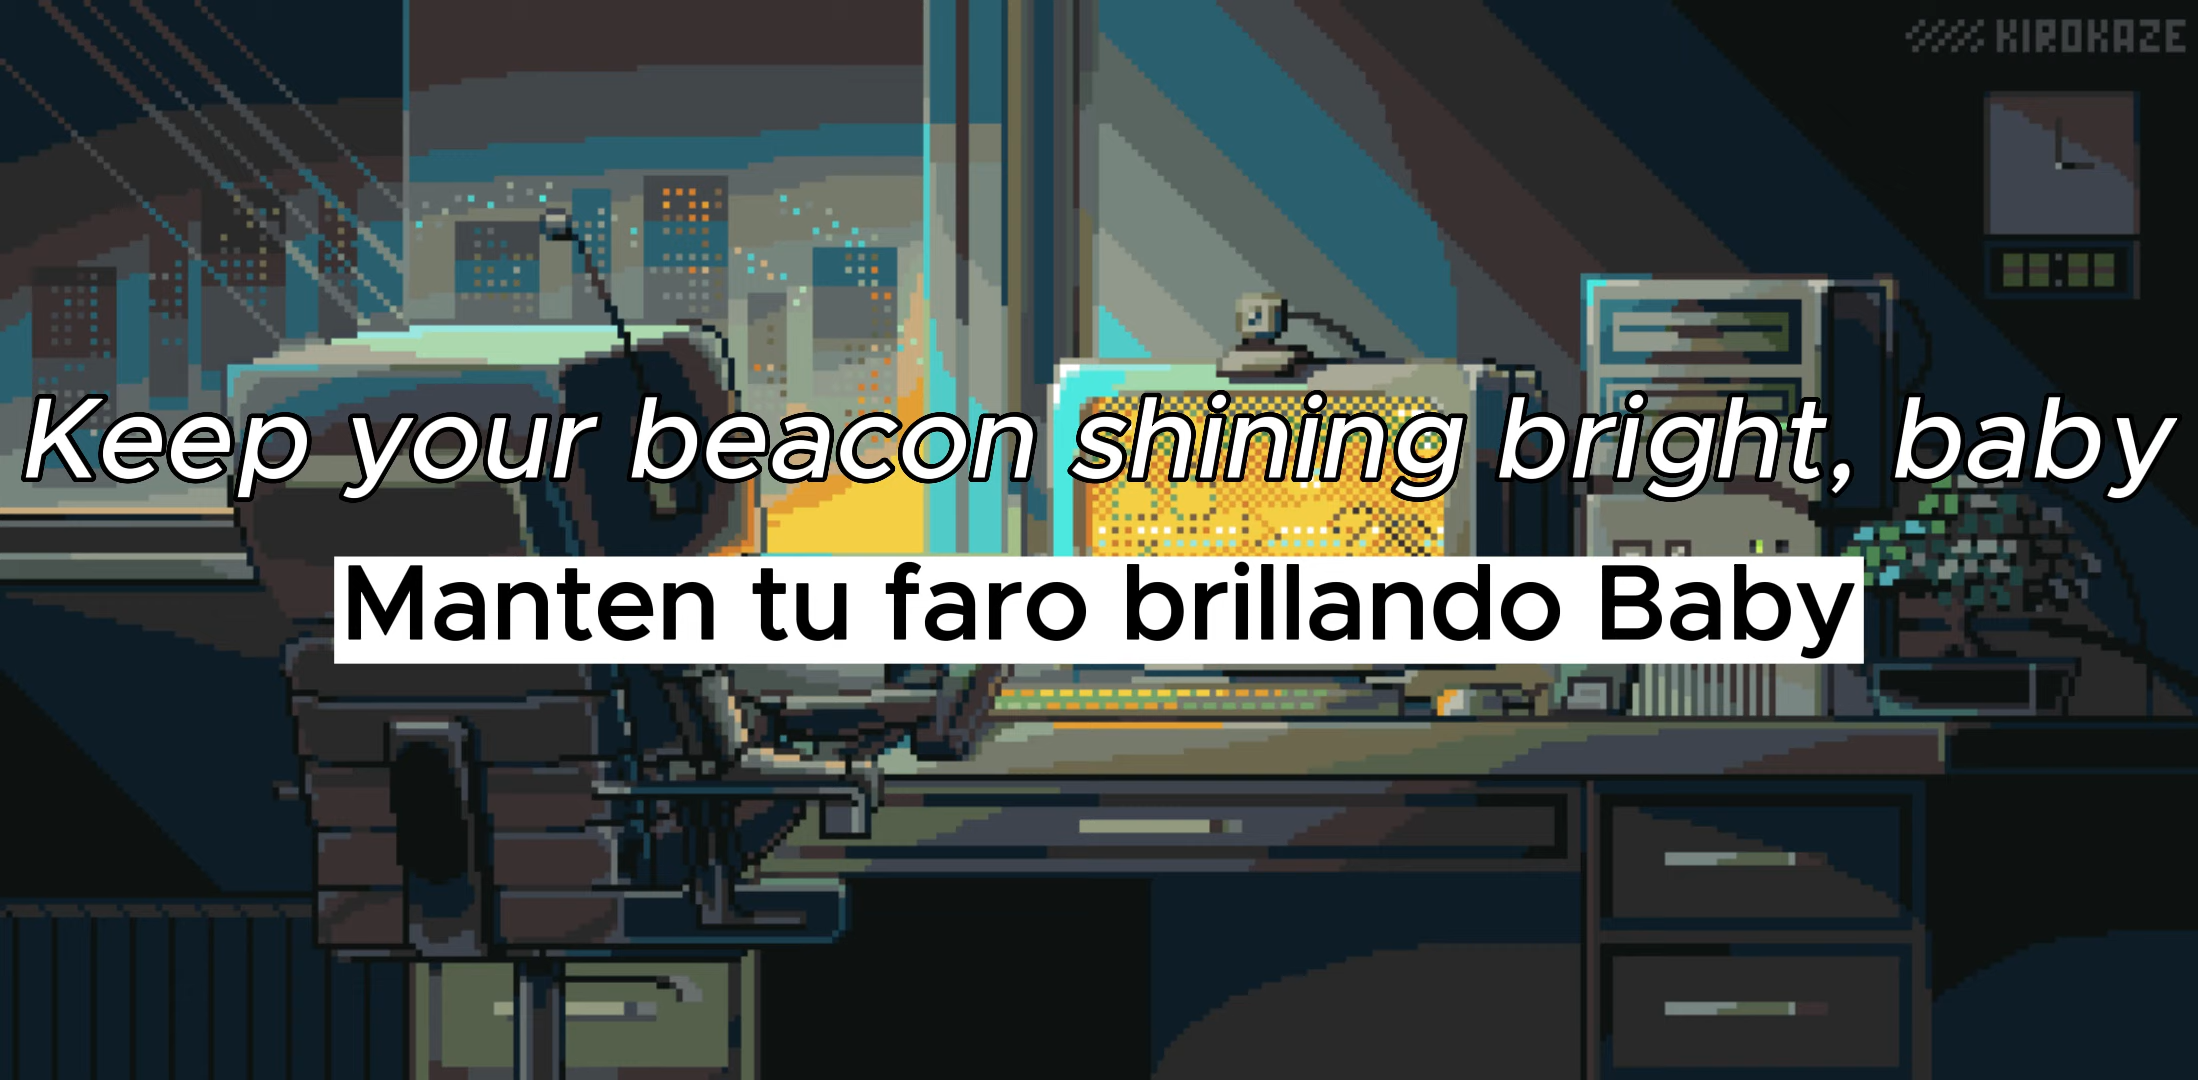 KIROKAZE
Keep your beacon shining bright, baby
Manten tu faro brillando Baby